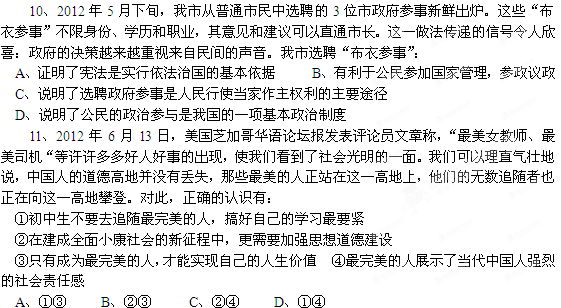 10、2012 年 5 月下旬，我市从普通市民中选聘的 3 位市政府参事新鲜出炉。这些“布
衣参事”不限身份、学历和职业，其意见和建议可以直通市长。这一做法传递的信号令人欣
喜：政府的决策越来越重视来自民间的声音。我市选聘“布衣参事”：
A、证明了宪法是实行依法治国的基本依据 B、有利于公民参加国家管理，参政议政
C、说明了选聘政府参事是人民行使当家作主权利的主要途径
D、说明了公民的政治参与是我国的一项基本政治制度
11、2012 年 6 月 13 日，美国芝加哥华语论坛报发表评论员文章称，“最美女教师、最
美司机“等许许多多好人好事的出现，使我们看到了社会光明的一面。我们可以理直气壮地
说，中国人的道德高地并没有丢失，那些最美的人正站在这一高地上，他们的无数追随者也
正在向这一高地攀登。对此，正确的认识有：
①初中生不要去追随最完美的人，搞好自己的学习最要紧
②在建成全面小康社会的新征程中，更需要加强思想道德建设
③只有成为最完美的人，才能实现自己的人生价值 ④最完美的人展示了当代中国人强烈
的社会责任感
A、①③ B、②③ C、②④ D、①④